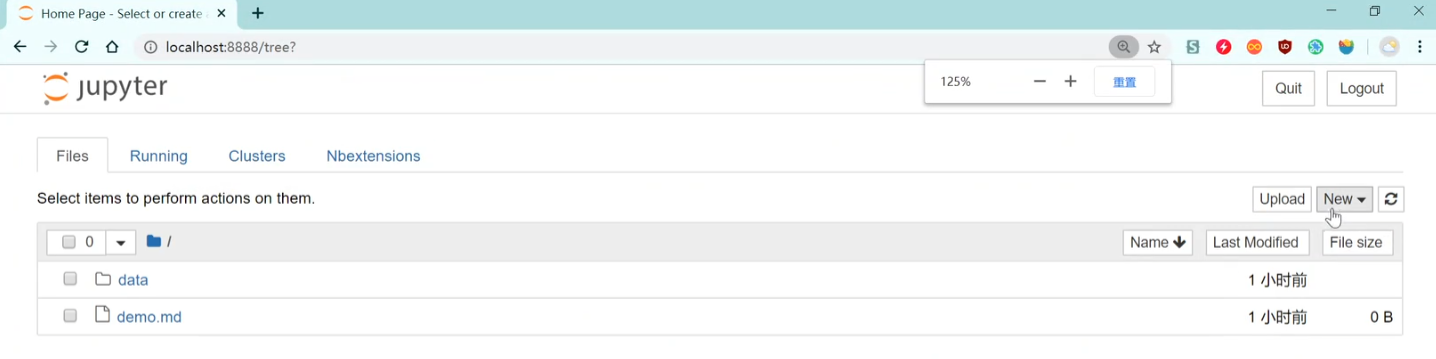 Home Page - Select or create
localhost:8888/tree?
125%
重置
jupyter
Quit
Logout
Files
Running
Clusters
Nbextensions
Select items to perform actions on them.
Upload
New
0
/
Name
Last Modified
File size
data
1 小时前
demo.md
1 小时前
0 B